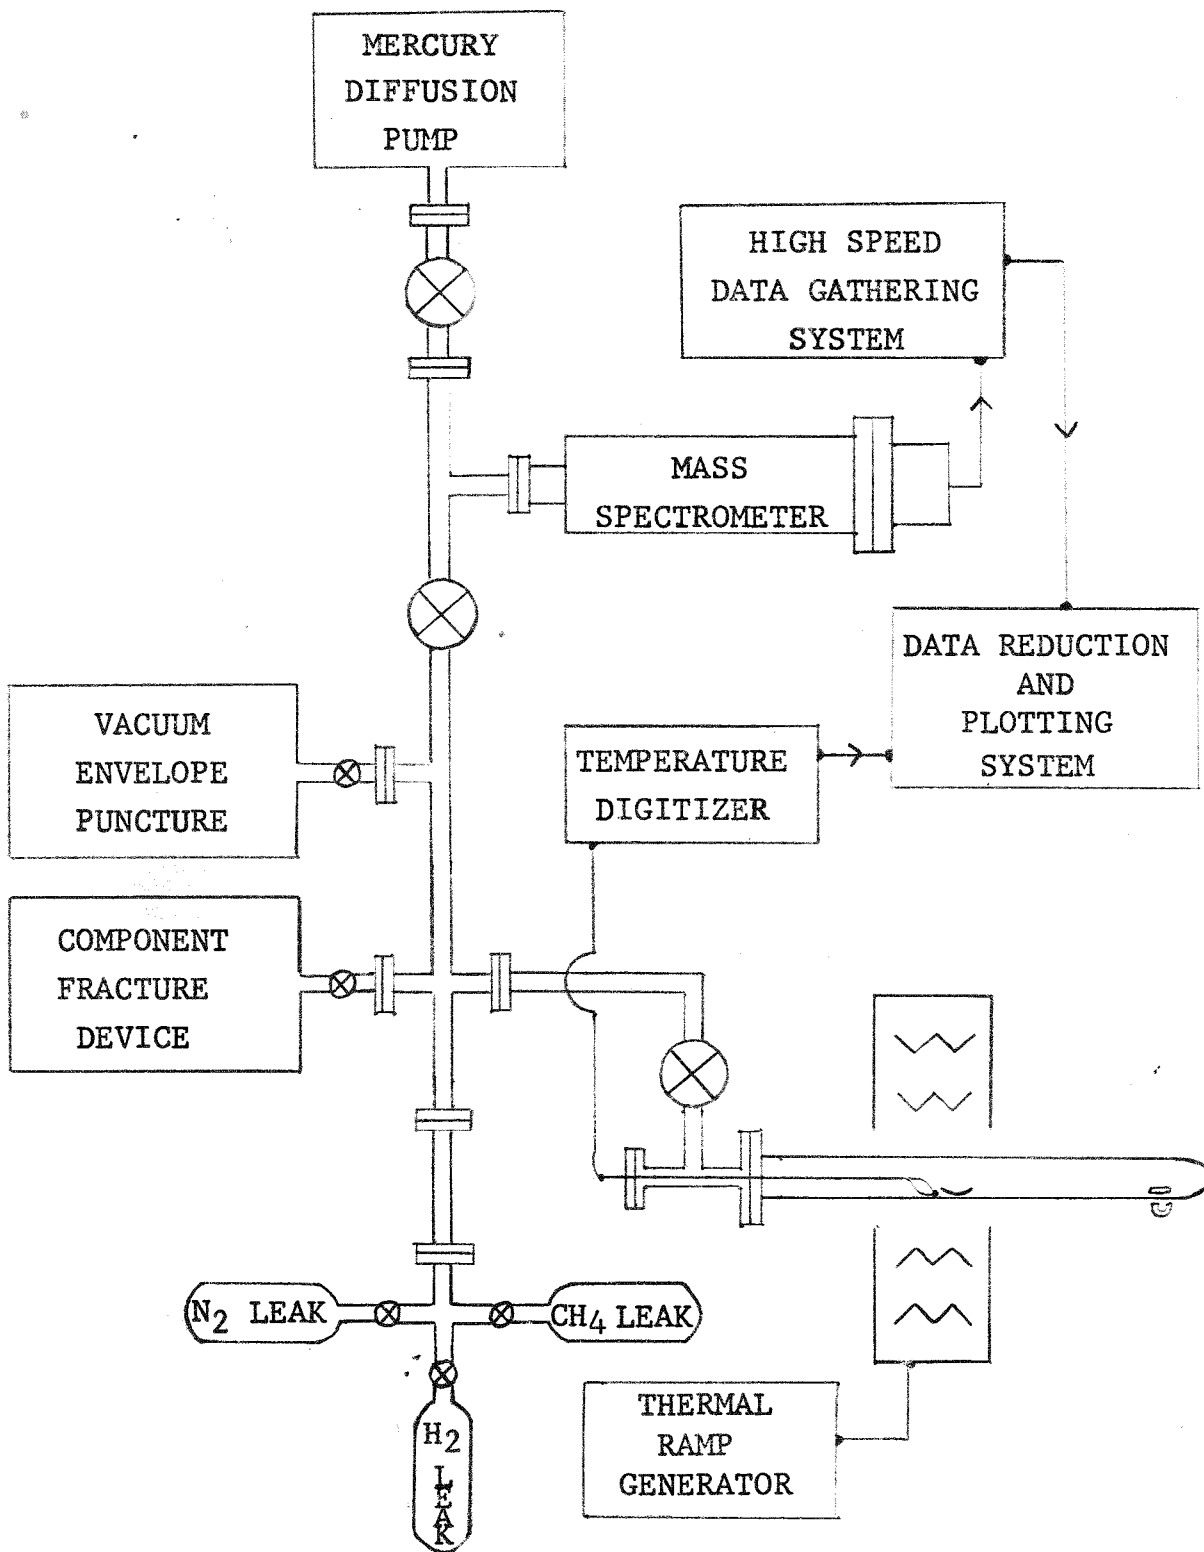 MERCURY
DIFFUSION
PUMP
HIGH SPEED
DATA GATHERING
SYSTEM
MASS
SPECTROMETER
DATA REDUCTION
AND
PLOTTING
SYSTEM
VACUUM
ENVELOPE
PUNCTURE
TEMPERATURE
DIGITIZER
COMPONENT
FRACTURE
DEVICE
N2 LEAK
CH4 LEAK
H2
LEAK
THERMAL
RAMP
GENERATOR